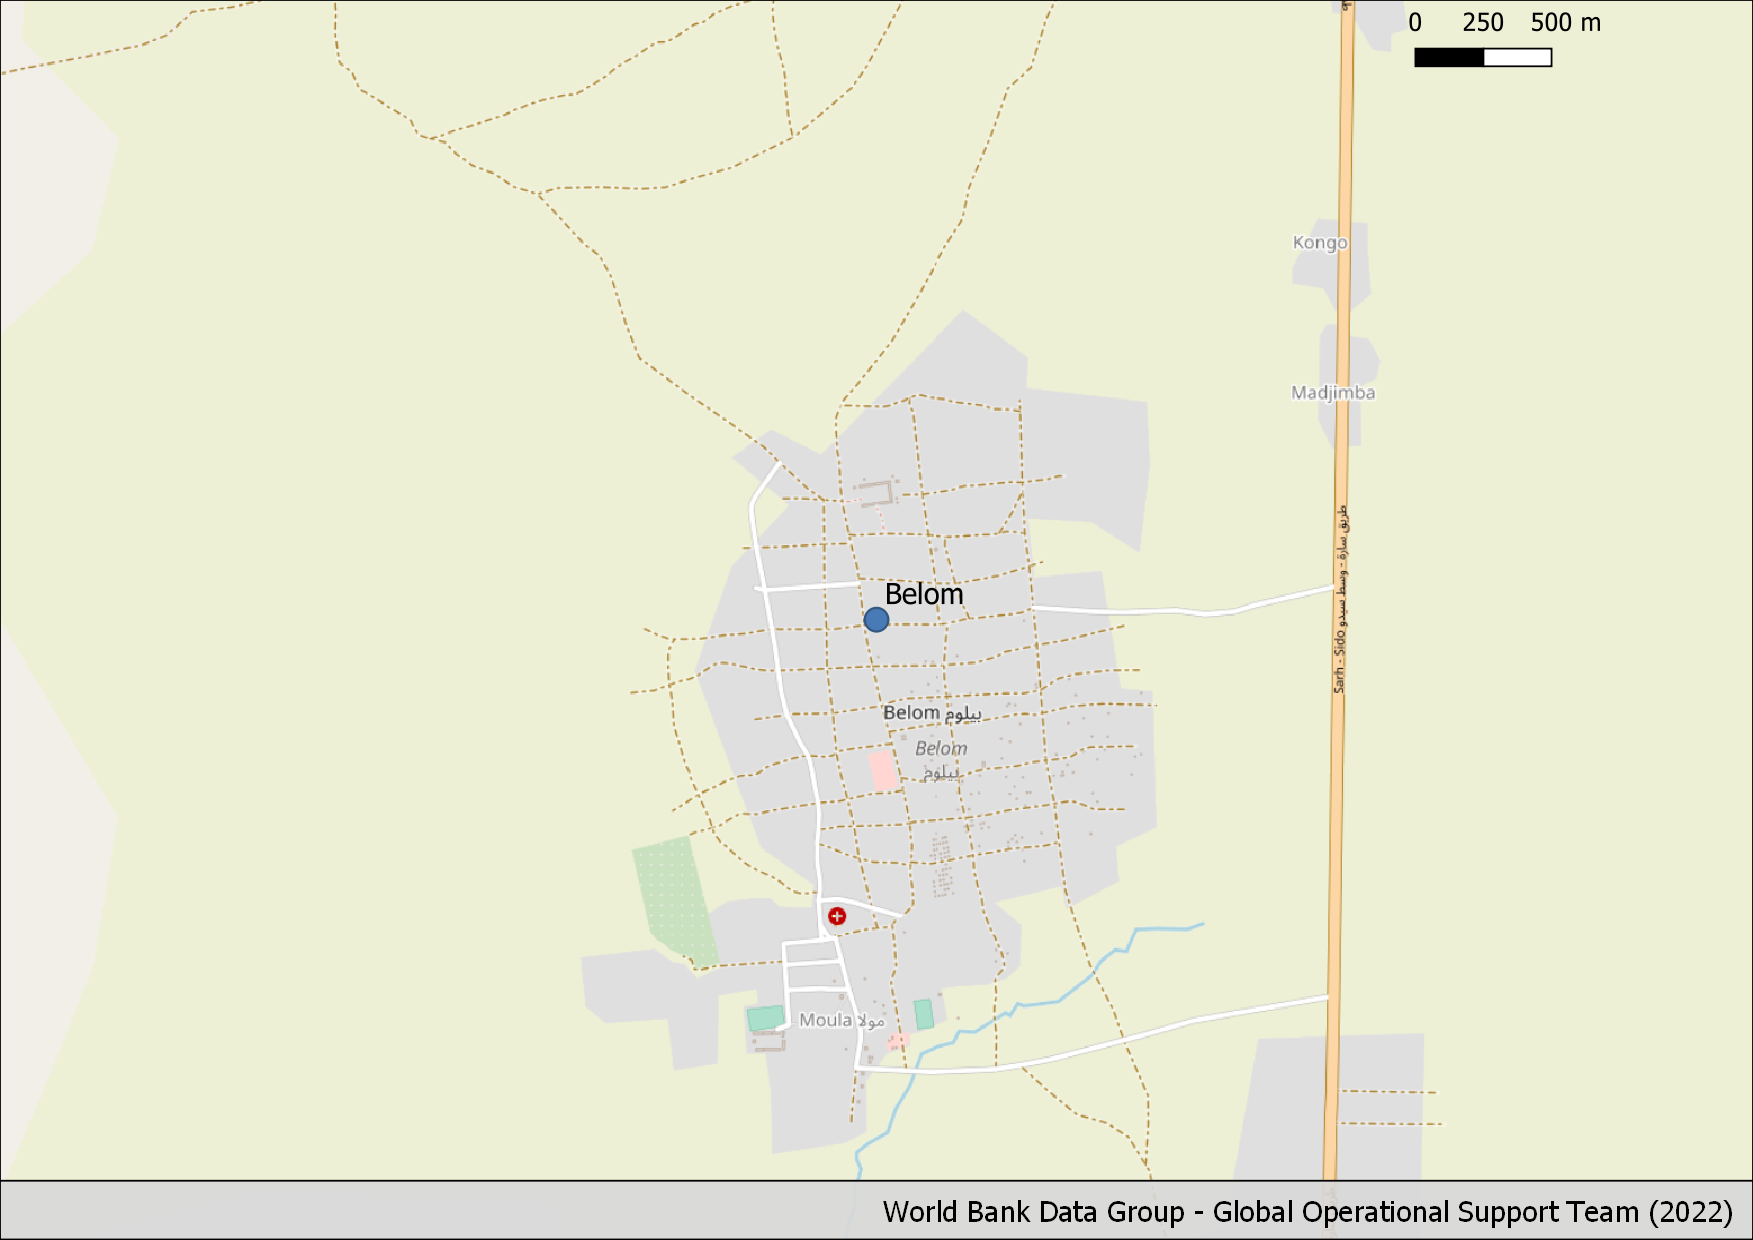 0 250 500 m
Kongo
Madjimba
Sarh - Sido طريق سارة - وسط سيدو
Belom
Belom بيلوم
Belom
بيلوم
Moula مولا
World Bank Data Group - Global Operational Support Team (2022)